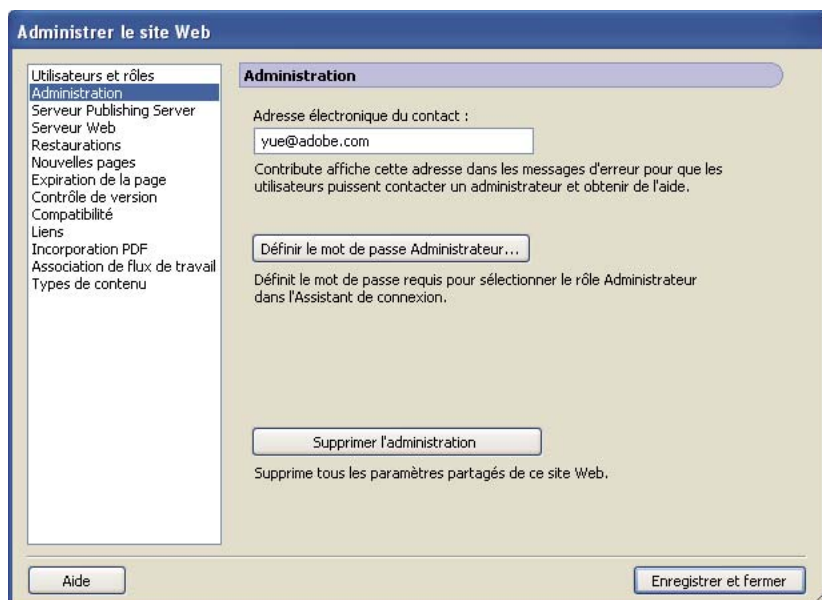 Administrer le site Web
Utilisateurs et rôles
Administration
Serveur Publishing Server
Serveur Web
Restaurations
Nouvelles pages
Expiration de la page
Contrôle de version
Compatibilité
Liens
Incorporation PDF
Association de flux de travail
Types de contenu
Administration
Adresse électronique du contact :
yue@adobe.com
Contribute affiche cette adresse dans les messages d'erreur pour que les
utilisateurs puissent contacter un administrateur et obtenir de l'aide.
Définir le mot de passe Administrateur...
Définit le mot de passe requis pour sélectionner le rôle Administrateur
dans l'Assistant de connexion.
Supprimer l'administration
Supprime tous les paramètres partagés de ce site Web.
Aide
Enregistrer et fermer